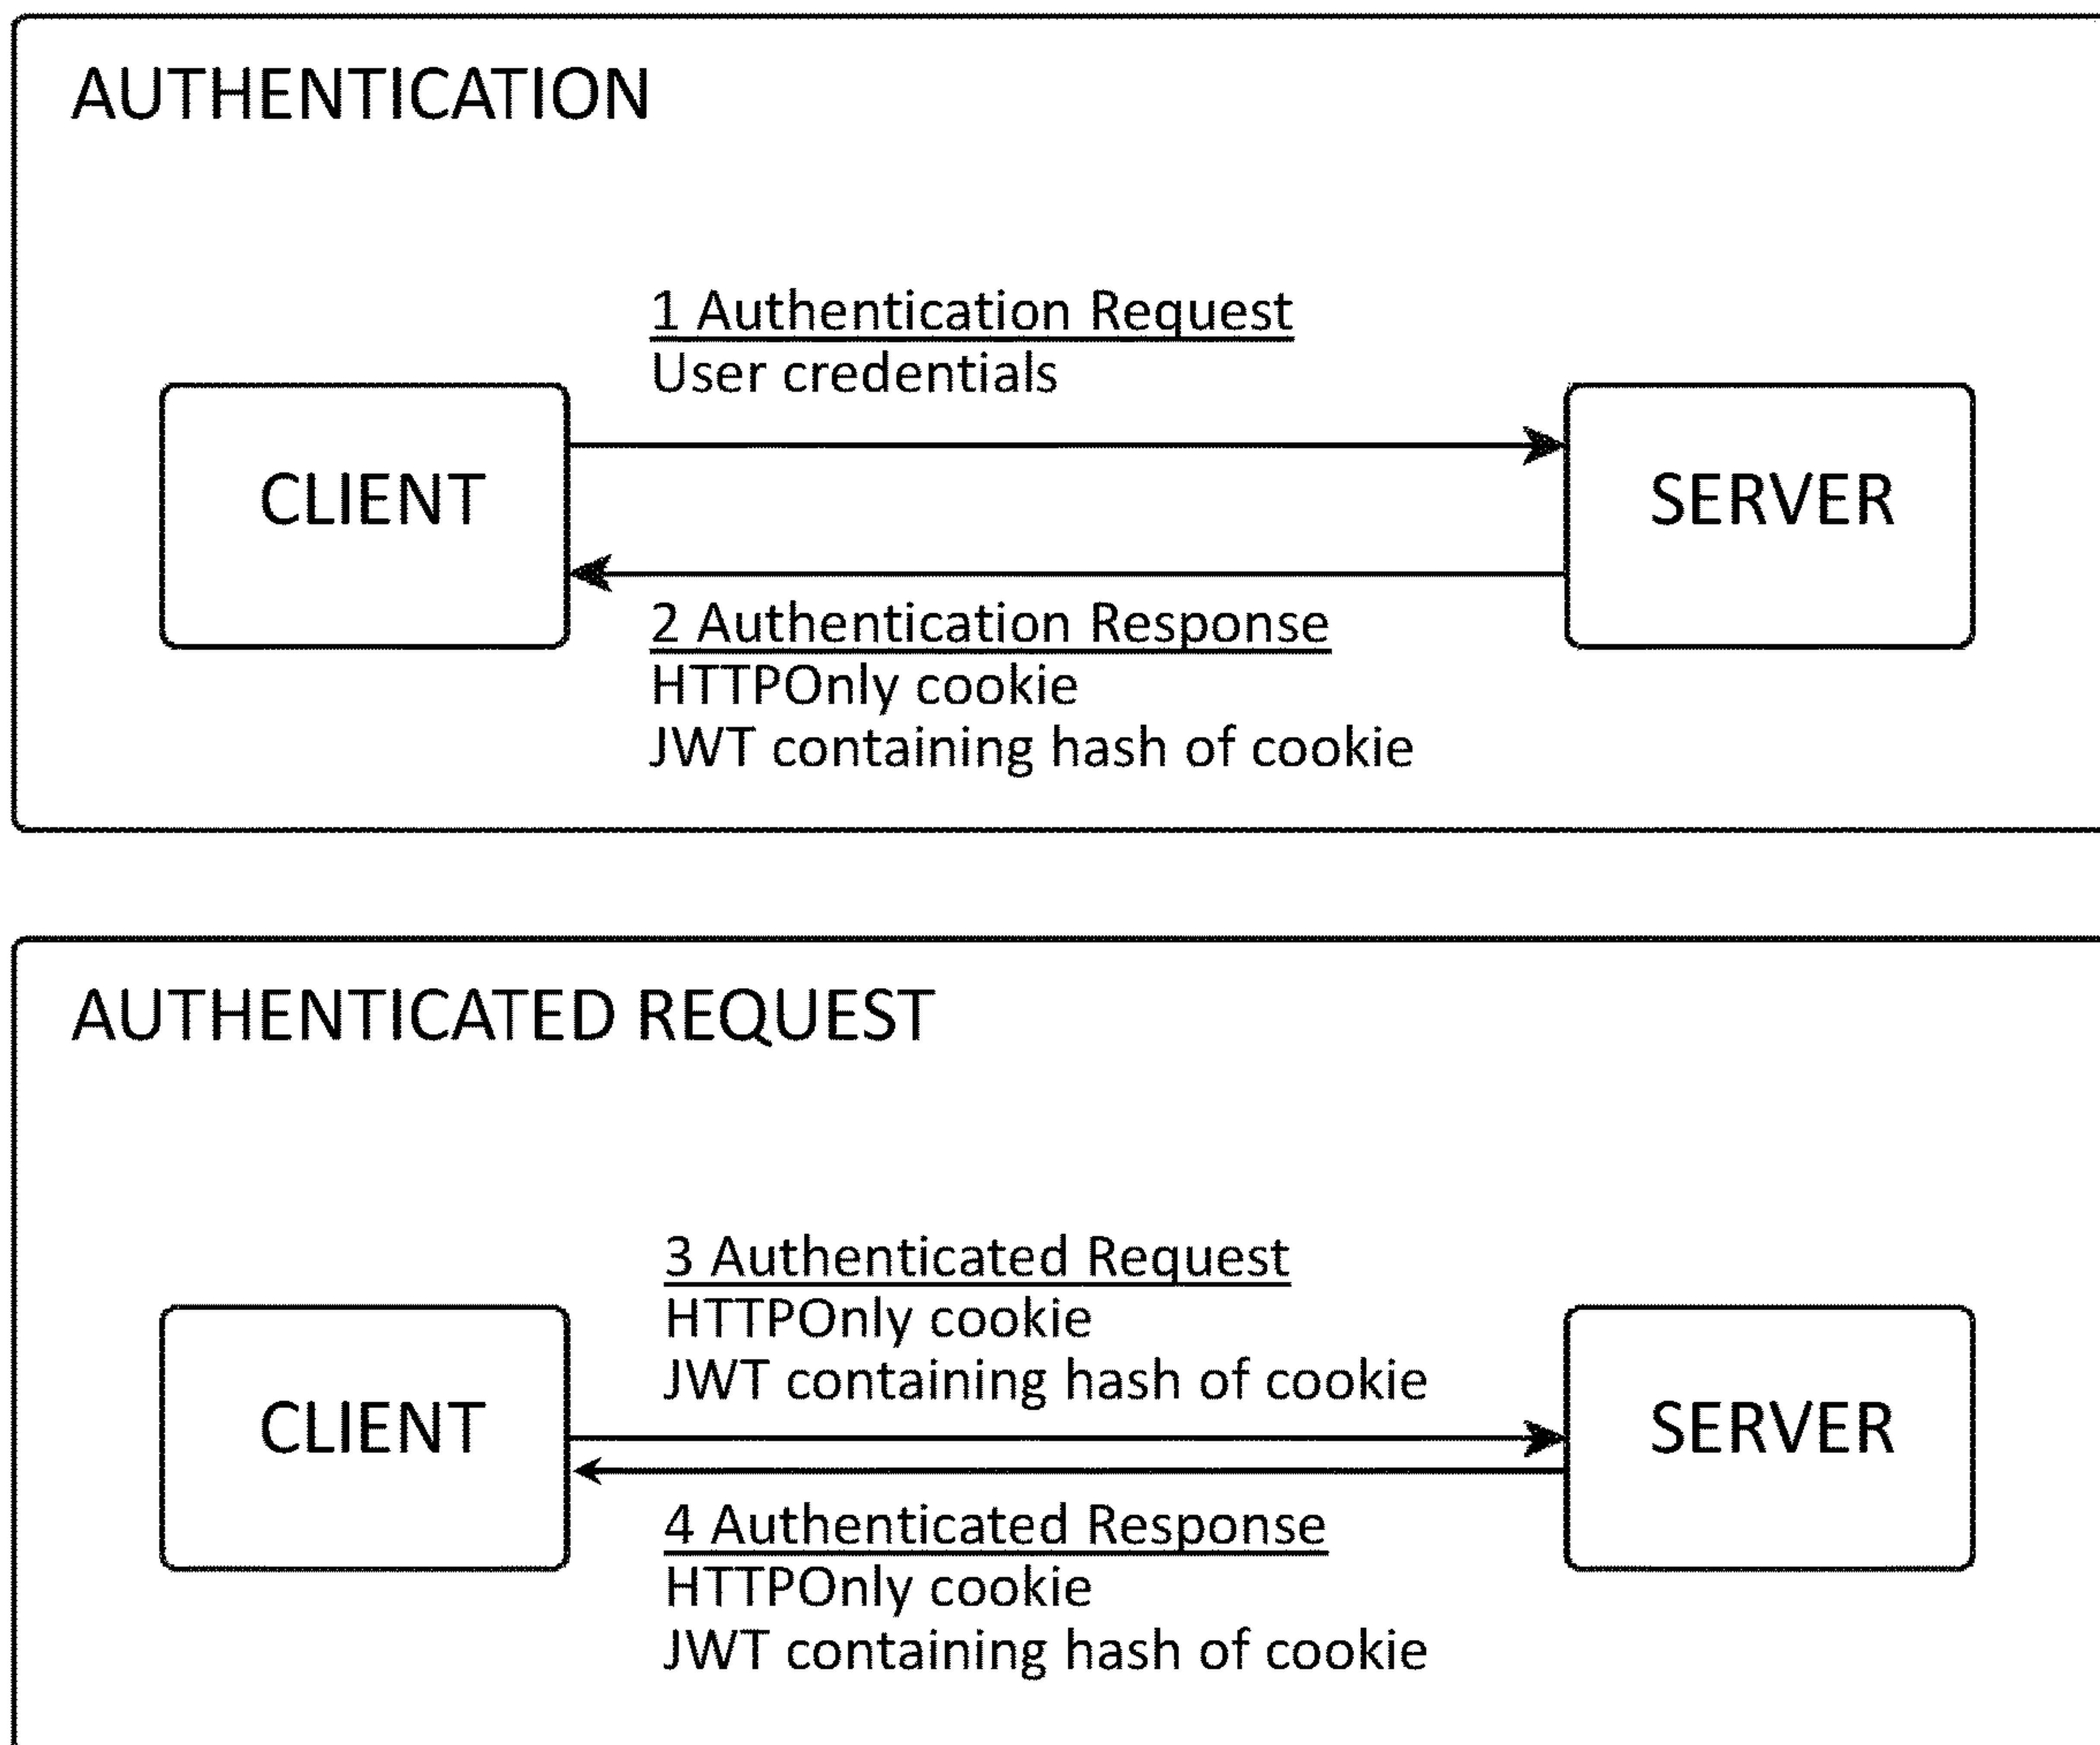 AUTHENTICATION
1 Authentication Request
User credentials
CLIENT
SERVER
2 Authentication Response
HTTPOnly cookie
JWT containing hash of cookie
AUTHENTICATED REQUEST
3 Authenticated Request
HTTPOnly cookie
JWT containing hash of cookie
CLIENT
SERVER
4 Authenticated Response
HTTPOnly cookie
JWT containing hash of cookie